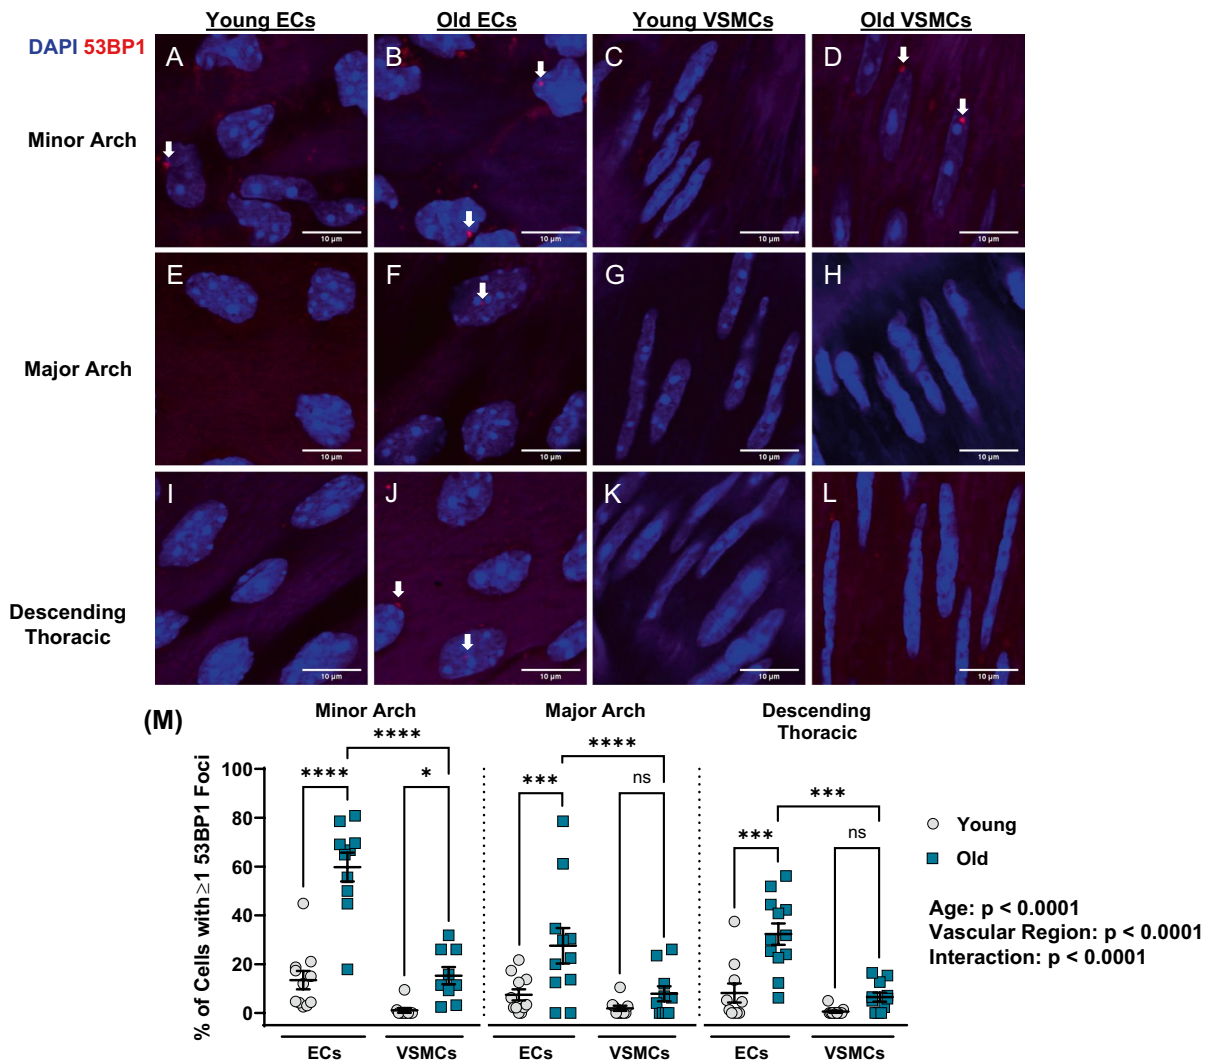 Young ECs Old ECs Young VSMCs Old VSMCs
DAPI 53BP1
A B C D
Minor Arch
10 µm 10 µm 10 µm 10 µm
E F G H
Major Arch
10 µm 10 µm 10 µm 10 µm
I J K L
Descending
Thoracic
10 µm 10 µm 10 µm 10 µm
(M)
Minor Arch Major Arch Descending
Thoracic
**** **** ***
**** * *** ns *** ns
% of Cells with ≥1 53BP1 Foci
100
80
60
40
20
0
ECs VSMCs ECs VSMCs ECs VSMCs
Young
Old
Age: p < 0.0001
Vascular Region: p < 0.0001
Interaction: p < 0.0001